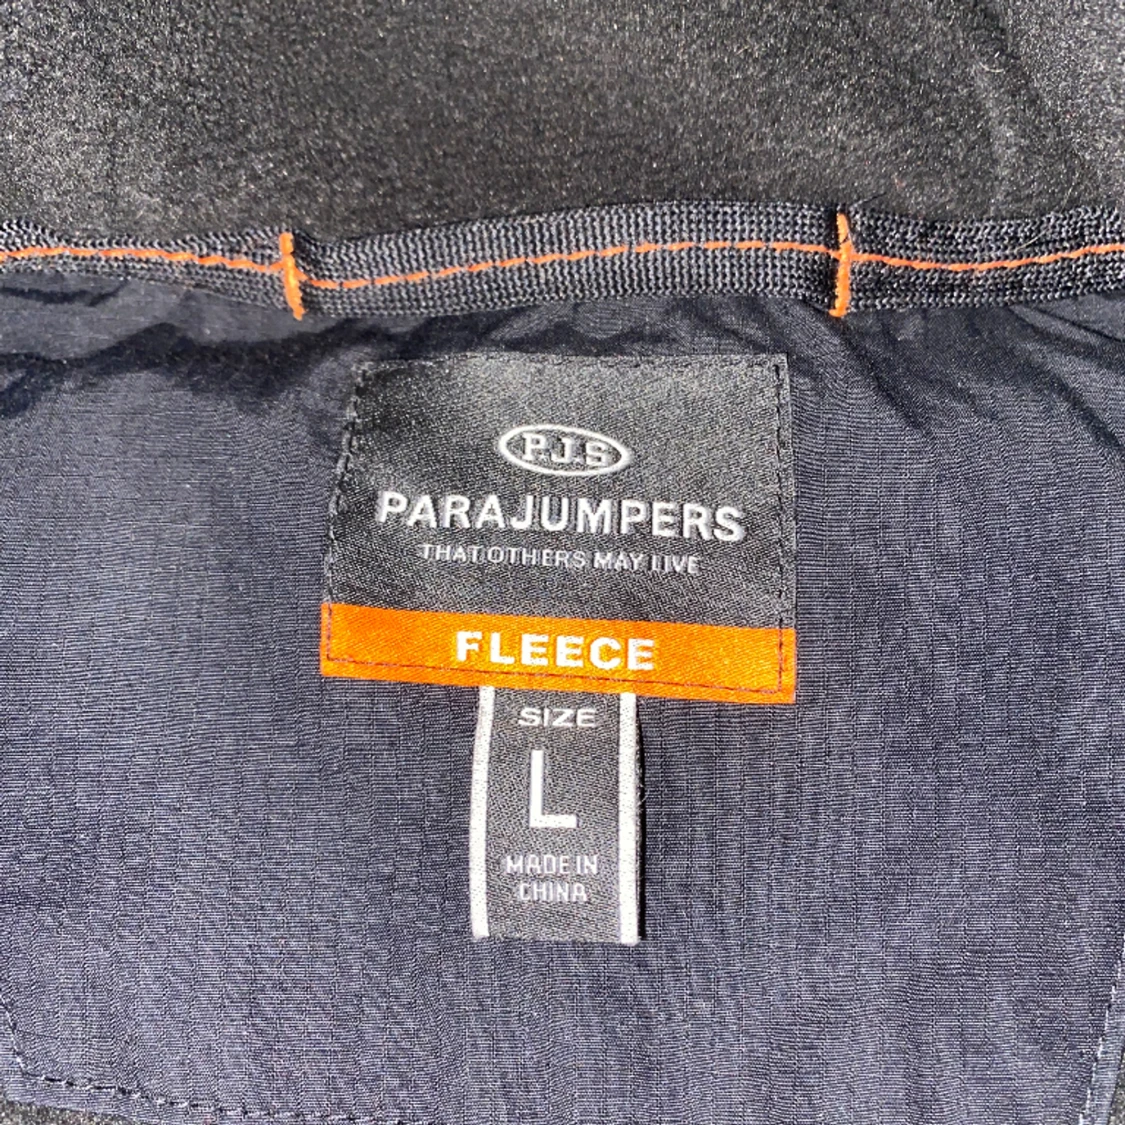 P.J.S
PARAJUMPERS
THAT OTHERS MAY LIVE
FLEECE
SIZE
L
MADE IN
CHINA